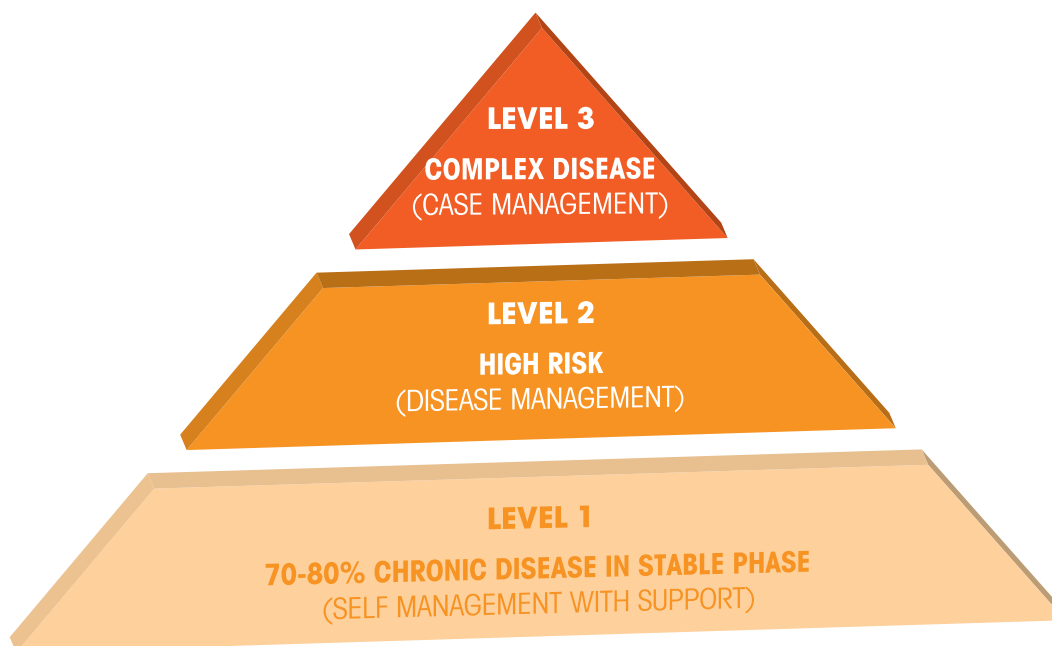 LEVEL 3
COMPLEX DISEASE
(CASE MANAGEMENT)
LEVEL 2
HIGH RISK
(DISEASE MANAGEMENT)
LEVEL 1
70-80% CHRONIC DISEASE IN STABLE PHASE
(SELF MANAGEMENT WITH SUPPORT)